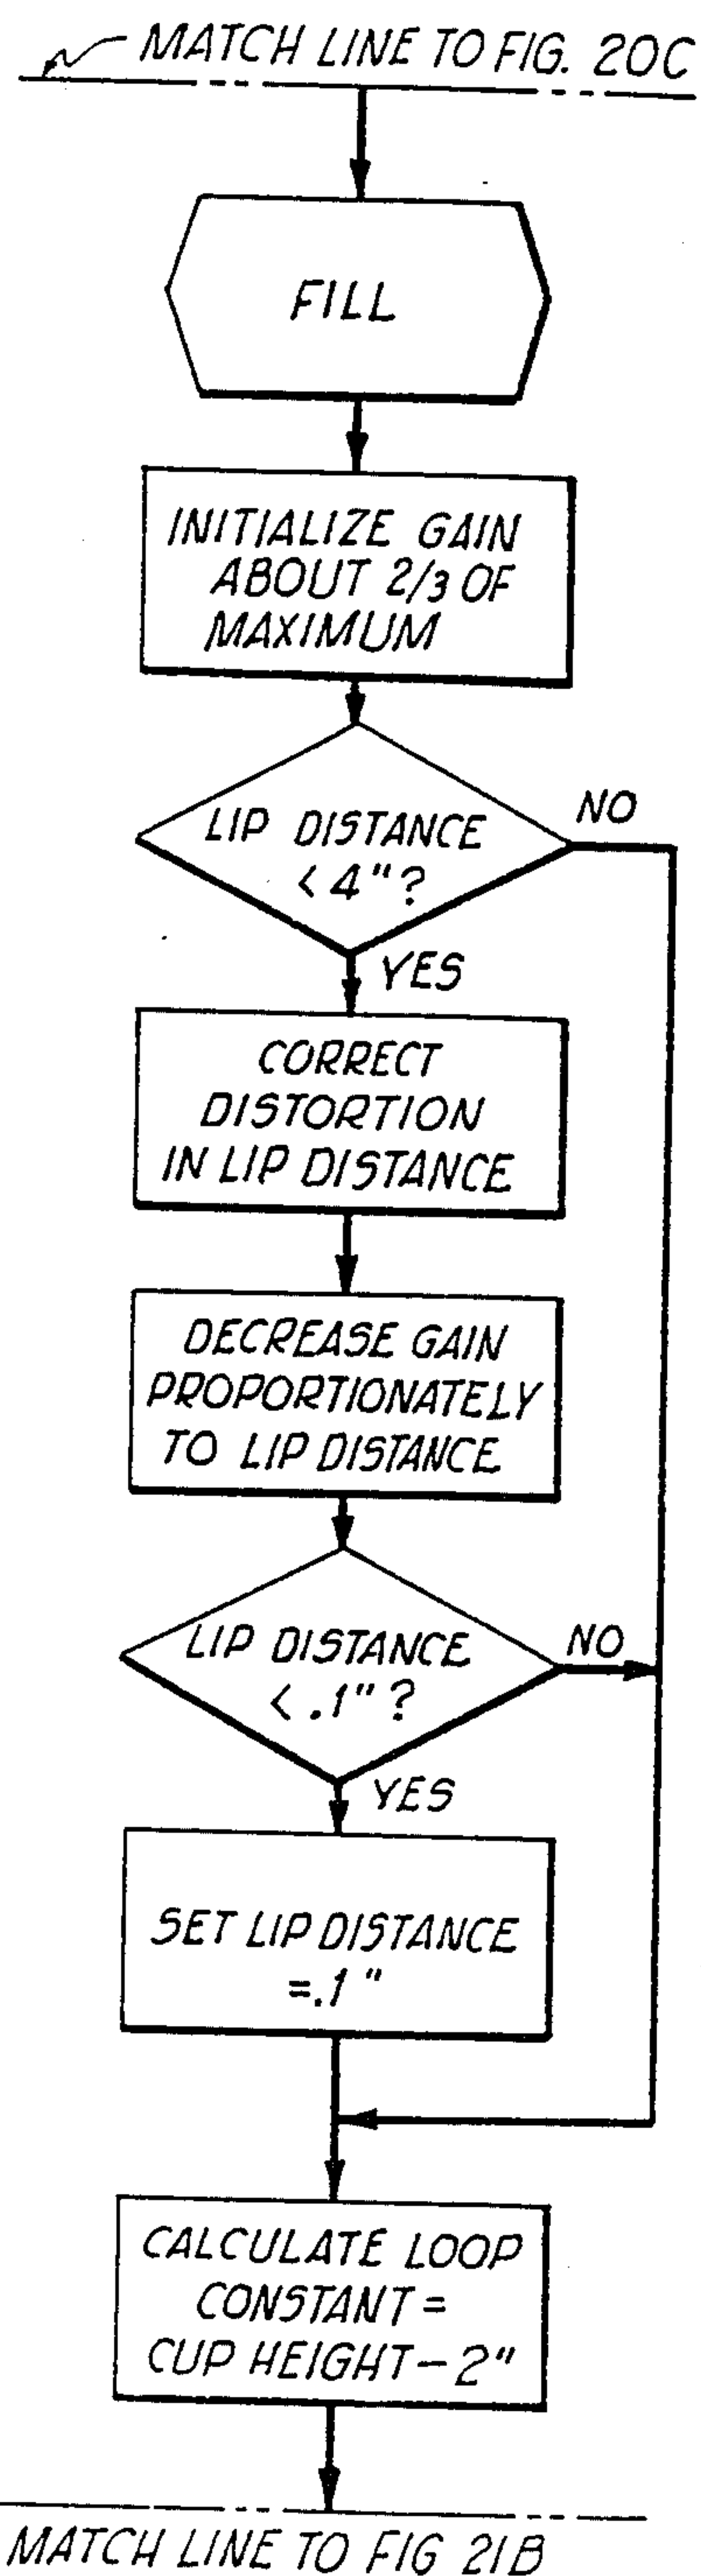 MATCH LINE TO FIG. 20C
FILL
INITIALIZE GAIN
ABOUT 2/3 OF
MAXIMUM
LIP DISTANCE
< 4"?
NO
YES
CORRECT
DISTORTION
IN LIP DISTANCE
DECREASE GAIN
PROPORTIONATELY
TO LIP DISTANCE
LIP DISTANCE
< .1"?
NO
YES
SET LIP DISTANCE
=.1"
CALCULATE LOOP
CONSTANT =
CUP HEIGHT – 2"
MATCH LINE TO FIG 21B